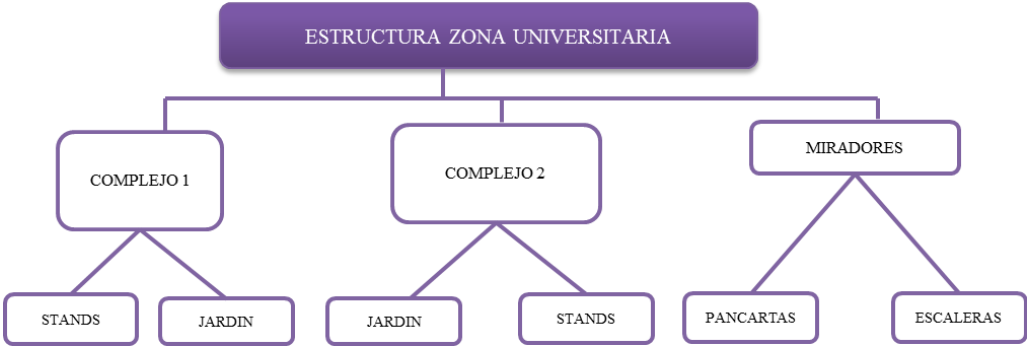 ESTRUCTURA ZONA UNIVERSITARIA
COMPLEJO 1
COMPLEJO 2
MIRADORES
STANDS
JARDIN
JARDIN
STANDS
PANCARTAS
ESCALERAS